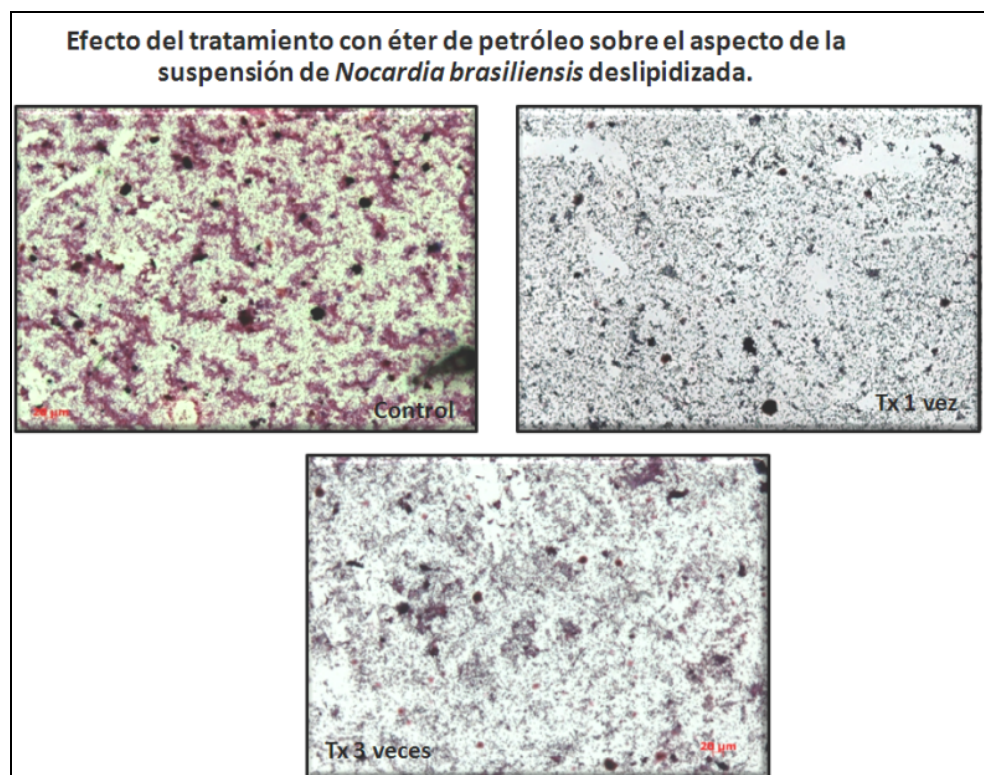 Efecto del tratamiento con éter de petróleo sobre el aspecto de la
suspensión de Nocardia brasiliensis deslipidizada.
20 µm
Control
Tx 1 vez
Tx 3 veces
20 µm